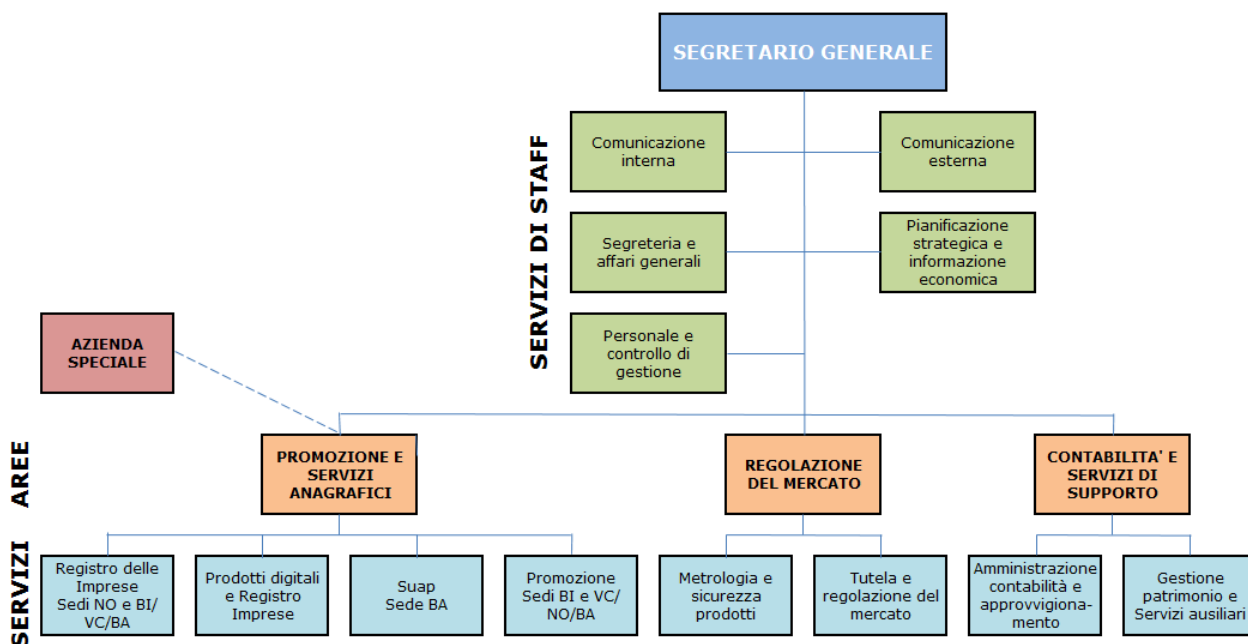 SEGRETARIO GENERALE
SERVIZI DI STAFF
Comunicazione
interna
Comunicazione
esterna
Segreteria e
affari generali
Pianificazione
strategica e
informazione
economica
Personale e
controllo di
gestione
AZIENDA
SPECIALE
AREE
PROMOZIONE E
SERVIZI
ANAGRAFICI
REGOLAZIONE
DEL MERCATO
CONTABILITA' E
SERVIZI DI
SUPPORTO
SERVIZI
Registro delle
Imprese
Sedi NO e BI/
VC/BA
Prodotti digitali
e Registro
Imprese
Suap
Sede BA
Promozione
Sedi BI e VC/
NO/BA
Metrologia e
sicurezza
prodotti
Tutela e
regolazione del
mercato
Amministrazione
contabilità e
approvvigiona-
mento
Gestione
patrimonio e
Servizi ausiliari